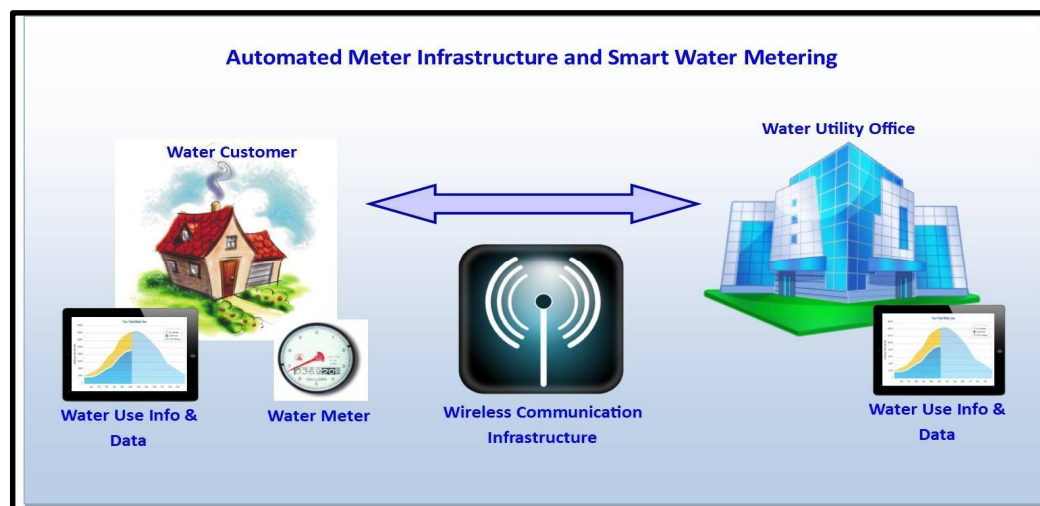 Automated Meter Infrastructure and Smart Water Metering
Water Utility Office
Water Customer
GALLONS
Water Use Info &
Data
Water Meter
Wireless Communication
Infrastructure
Water Use Info &
Data